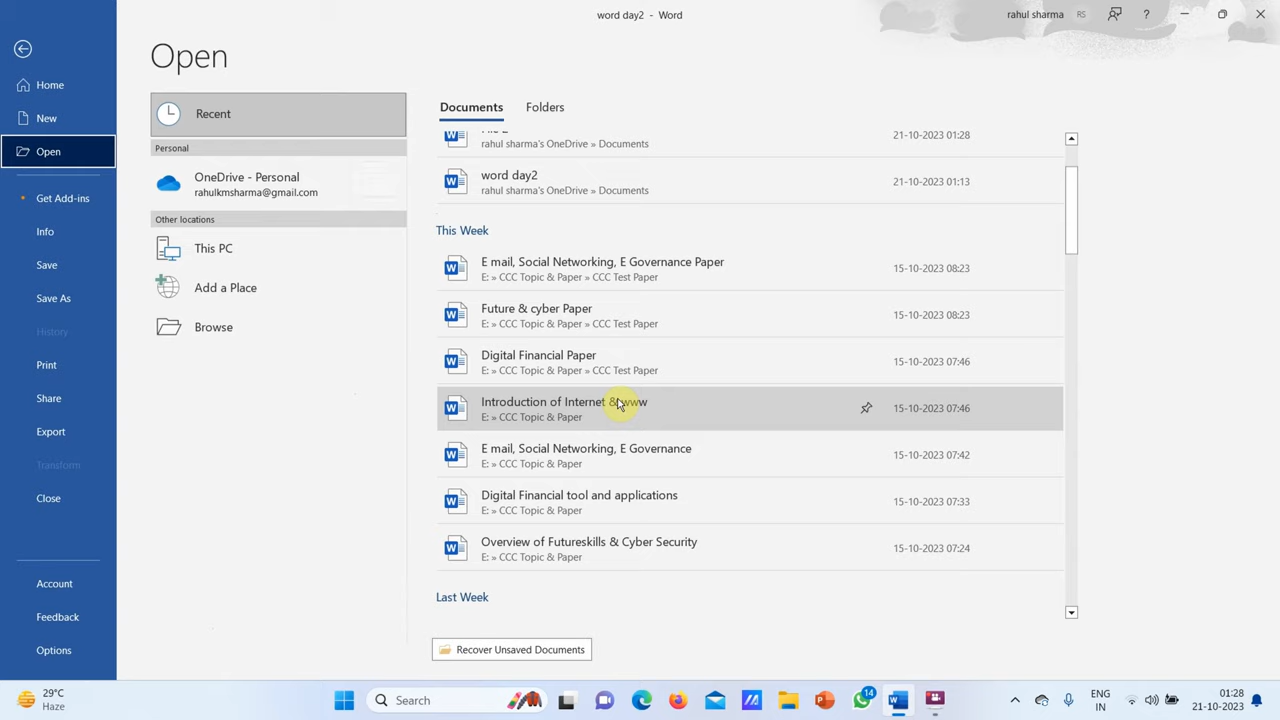 word day2 - Word
rahul sharma RS ?
Open
Home
New
Open
Get Add-ins
Info
Save
Save As
History
Print
Share
Export
Transform
Close
Account
Feedback
Options
Recent
Personal
OneDrive - Personal
rahulkmsharma@gmail.com
Other locations
This PC
Add a Place
Browse
Documents Folders
File 2 21-10-2023 01:28
rahul sharma's OneDrive » Documents
word day2 21-10-2023 01:13
rahul sharma's OneDrive » Documents
This Week
E mail, Social Networking, E Governance Paper 15-10-2023 08:23
E: » CCC Topic & Paper » CCC Test Paper
Future & cyber Paper 15-10-2023 08:23
E: » CCC Topic & Paper » CCC Test Paper
Digital Financial Paper 15-10-2023 07:46
E: » CCC Topic & Paper » CCC Test Paper
Introduction of Internet & www 15-10-2023 07:46
E: » CCC Topic & Paper
E mail, Social Networking, E Governance 15-10-2023 07:42
E: » CCC Topic & Paper
Digital Financial tool and applications 15-10-2023 07:33
E: » CCC Topic & Paper
Overview of Futureskills & Cyber Security 15-10-2023 07:24
E: » CCC Topic & Paper
Last Week
Recover Unsaved Documents
29°C
Haze
Search
14
ENG
IN
01:28
21-10-2023